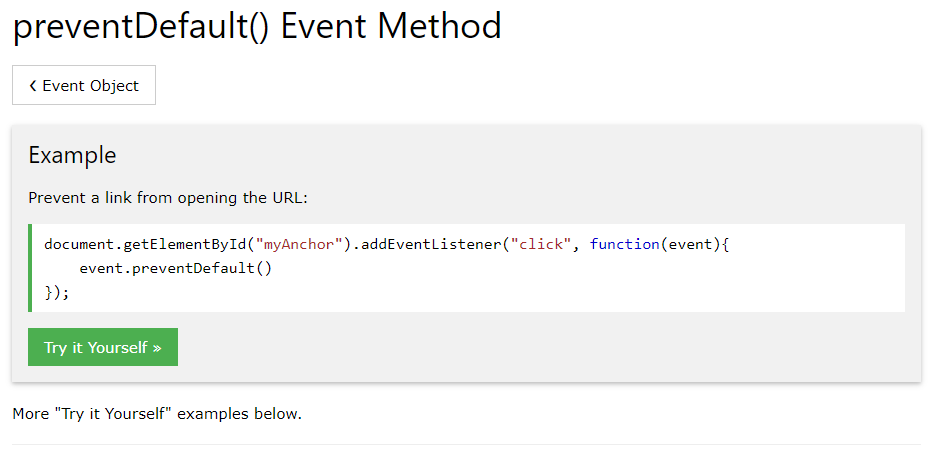 preventDefault() Event Method
❮ Event Object
Example
Prevent a link from opening the URL:
document.getElementById("myAnchor").addEventListener("click", function(event){
    event.preventDefault()
});
Try it Yourself »
More "Try it Yourself" examples below.